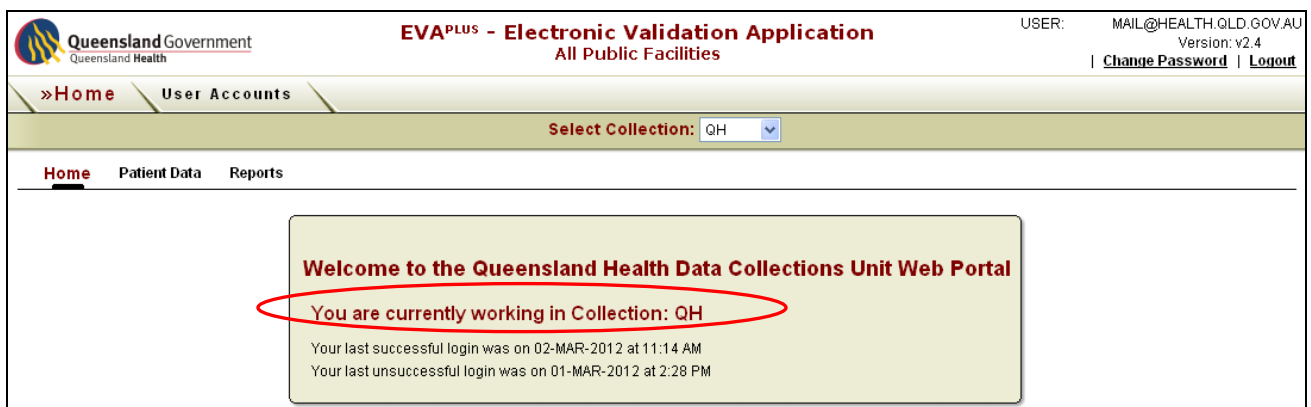 Queensland Government
Queensland Health
EVAPLUS - Electronic Validation Application
All Public Facilities
USER: MAIL@HEALTH.QLD.GOV.AU
Version: v2.4
| Change Password | Logout
»Home User Accounts
Select Collection: QH
Home Patient Data Reports
Welcome to the Queensland Health Data Collections Unit Web Portal
You are currently working in Collection: QH
Your last successful login was on 02-MAR-2012 at 11:14 AM
Your last unsuccessful login was on 01-MAR-2012 at 2:28 PM